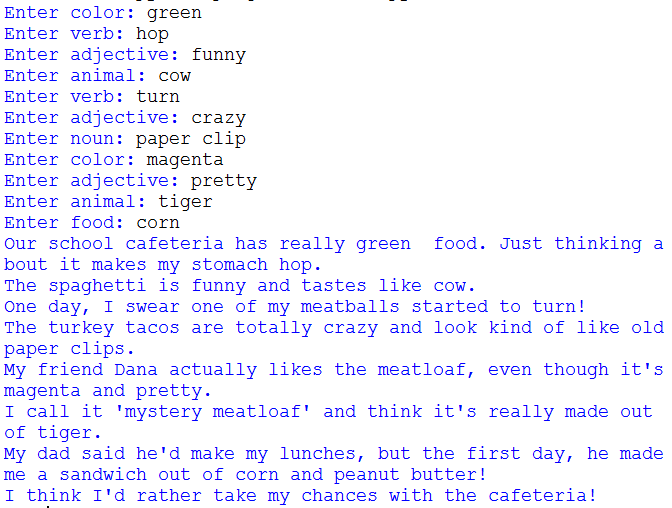 Enter color: green
Enter verb: hop
Enter adjective: funny
Enter animal: cow
Enter verb: turn
Enter adjective: crazy
Enter noun: paper clip
Enter color: magenta
Enter adjective: pretty
Enter animal: tiger
Enter food: corn
Our school cafeteria has really green  food. Just thinking a
bout it makes my stomach hop.
The spaghetti is funny and tastes like cow.
One day, I swear one of my meatballs started to turn!
The turkey tacos are totally crazy and look kind of like old
paper clips.
My friend Dana actually likes the meatloaf, even though it's
magenta and pretty.
I call it 'mystery meatloaf' and think it's really made out
of tiger.
My dad said he'd make my lunches, but the first day, he made
me a sandwich out of corn and peanut butter!
I think I'd rather take my chances with the cafeteria!